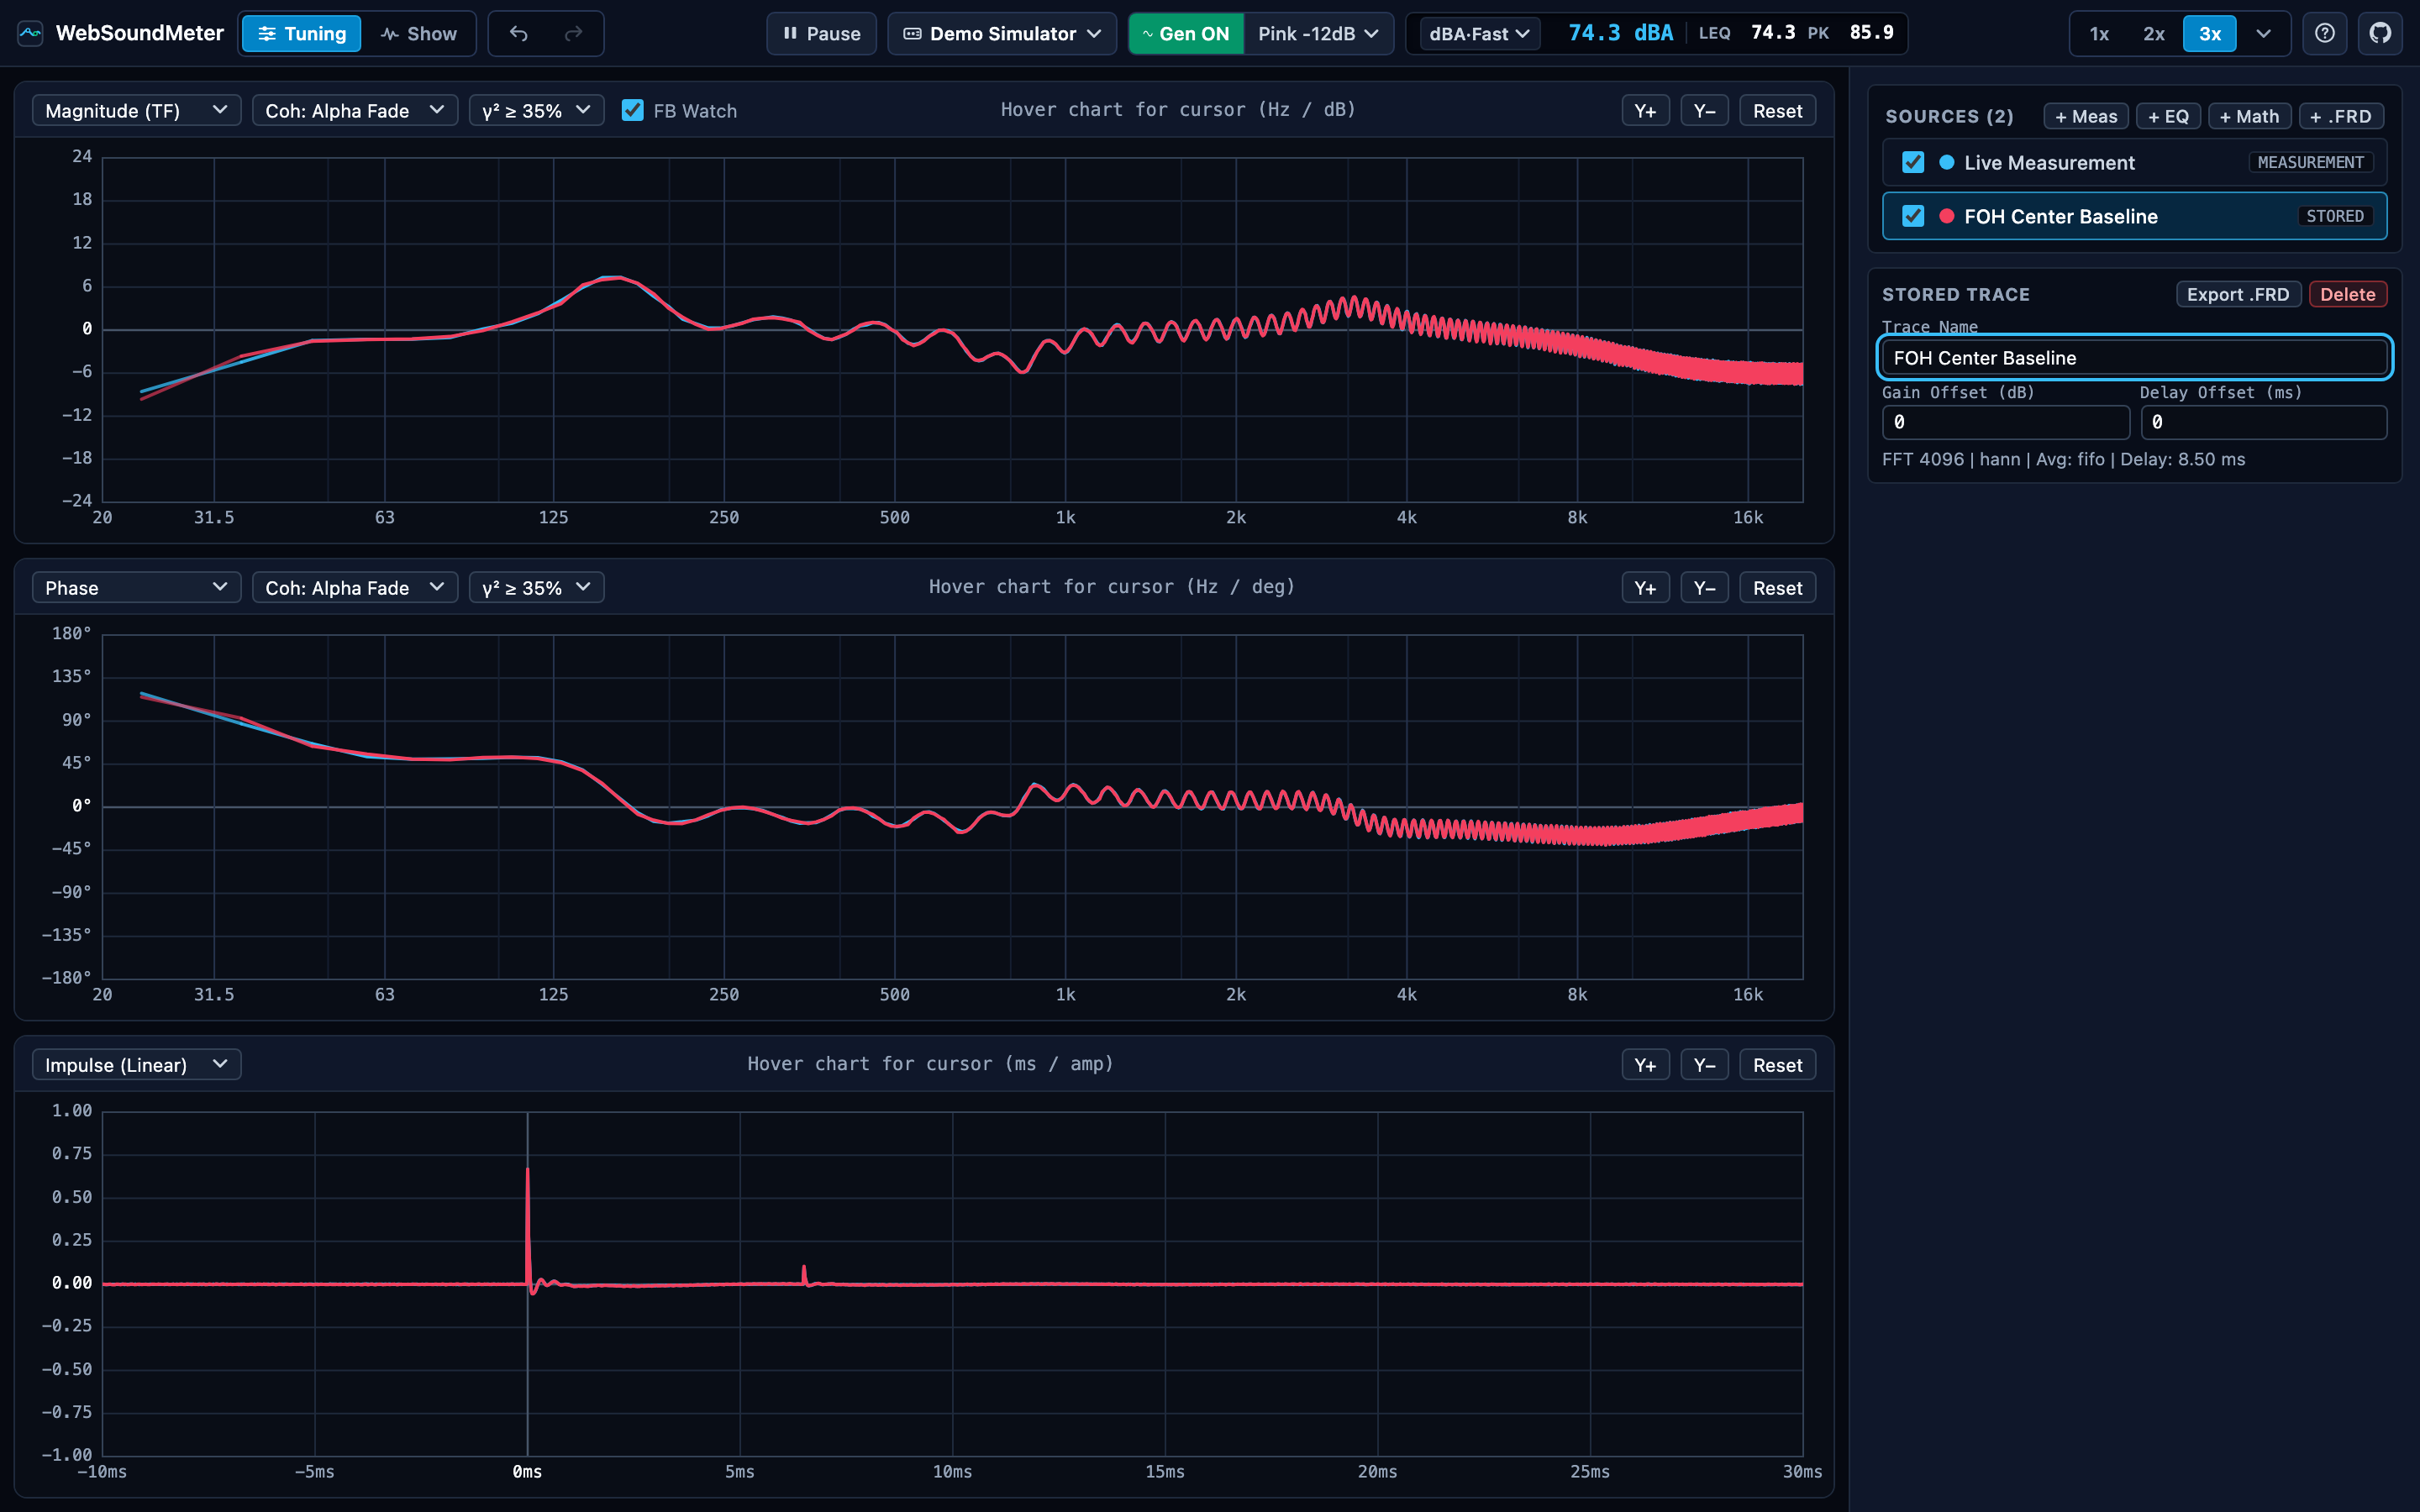 WebSoundMeter Tuning Show Pause Demo Simulator ~ Gen ON Pink -12dB dBA·Fast 74.3 dBA LEQ 74.3 PK 85.9 1x 2x 3x
Magnitude (TF) Coh: Alpha Fade γ² ≥ 35% FB Watch Hover chart for cursor (Hz / dB) Y+ Y− Reset
24
18
12
6
0
−6
−12
−18
−24
20 31.5 63 125 250 500 1k 2k 4k 8k 16k
Phase Coh: Alpha Fade γ² ≥ 35% Hover chart for cursor (Hz / deg) Y+ Y− Reset
180°
135°
90°
45°
0°
−45°
−90°
−135°
−180°
20 31.5 63 125 250 500 1k 2k 4k 8k 16k
Impulse (Linear) Hover chart for cursor (ms / amp) Y+ Y− Reset
1.00
0.75
0.50
0.25
0.00
−0.25
−0.50
−0.75
−1.00
−10ms −5ms 0ms 5ms 10ms 15ms 20ms 25ms 30ms
SOURCES (2) + Meas + EQ + Math + .FRD
Live Measurement MEASUREMENT
FOH Center Baseline STORED
STORED TRACE Export .FRD Delete
Trace Name
FOH Center Baseline
Gain Offset (dB) Delay Offset (ms)
0 0
FFT 4096 | hann | Avg: fifo | Delay: 8.50 ms